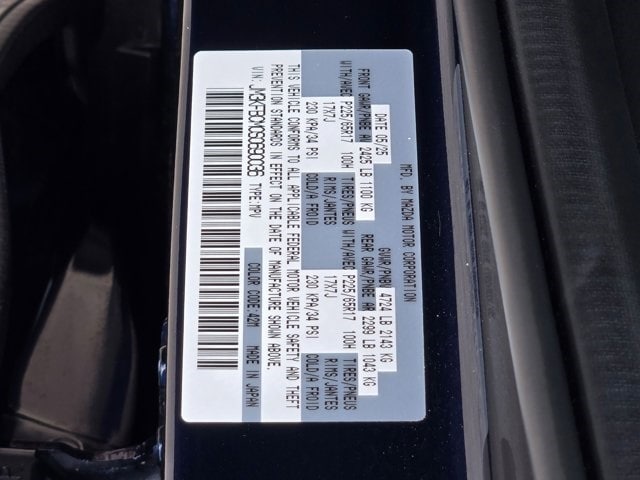 MFD. BY MAZDA MOTOR CORPORATION
DATE 06/25 GVWR/PNBV 4724 LB 2143 KG
FRONT GAWR/PNBE AV 2425 LB 1100 KG REAR GAWR/PNBE AR 2299 LB 1043 KG
WITH/AVEC P225/65R17 100H TIRES/PNEUS WITH/AVEC P225/65R17 100H TIRES/PNEUS
17X7J RIMS/JANTES 17X7J RIMS/JANTES
230 KPA/34 PSI COLD/A FROID 230 KPA/34 PSI COLD/A FROID
THIS VEHICLE CONFORMS TO ALL APPLICABLE FEDERAL MOTOR VEHICLE SAFETY AND THEFT
PREVENTION STANDARDS IN EFFECT ON THE DATE OF MANUFACTURE SHOWN ABOVE.
VIN: TYPE:MPV COLOR CODE:42M MADE IN JAPAN